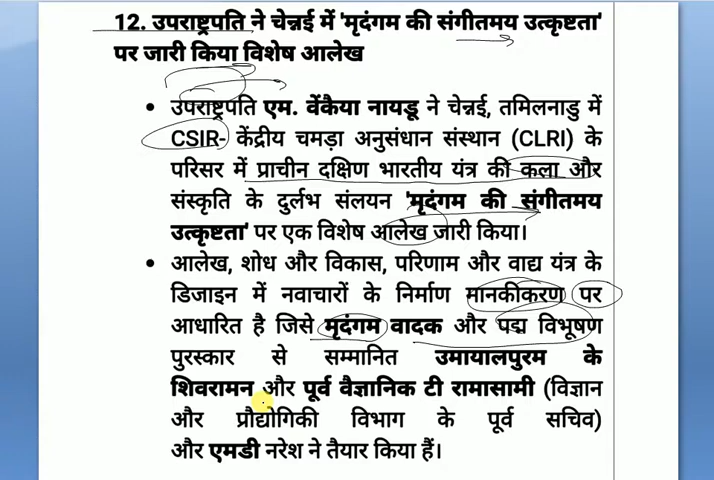 12. उपराष्ट्रपति ने चेन्नई में 'मृदंगम की संगीतमय उत्कृष्टता'
पर जारी किया विशेष आलेख
• उपराष्ट्रपति एम. वेंकैया नायडू ने चेन्नई, तमिलनाडु में
CSIR- केंद्रीय चमड़ा अनुसंधान संस्थान (CLRI) के
परिसर में प्राचीन दक्षिण भारतीय यंत्र की कला और
संस्कृति के दुर्लभ संलयन 'मृदंगम की संगीतमय
उत्कृष्टता' पर एक विशेष आलेख जारी किया।
• आलेख, शोध और विकास, परिणाम और वाद्य यंत्र के
डिजाइन में नवाचारों के निर्माण मानकीकरण पर
आधारित है जिसे मृदंगम वादक और पद्म विभूषण
पुरस्कार से सम्मानित उमायालपुरम के
शिवरामन और पूर्व वैज्ञानिक टी रामासामी (विज्ञान
और प्रौद्योगिकी विभाग के पूर्व सचिव)
और एमडी नरेश ने तैयार किया हैं।